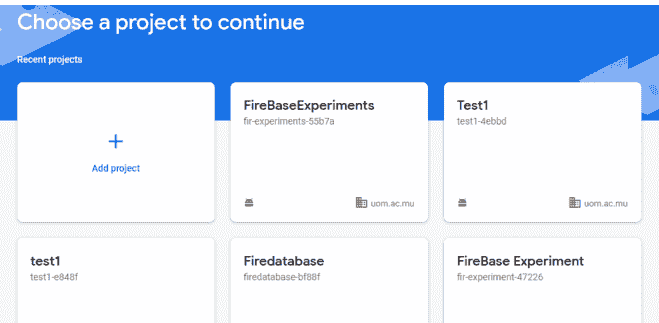 Choose a project to continue
Recent projects
Add project
FireBaseExperiments
fir-experiments-55b7a
uom.ac.mu
Test1
test1-4ebbd
uom.ac.mu
test1
test1-e848f
Firedatabase
firedatabase-bf88f
FireBase Experiment
fir-experiment-47226